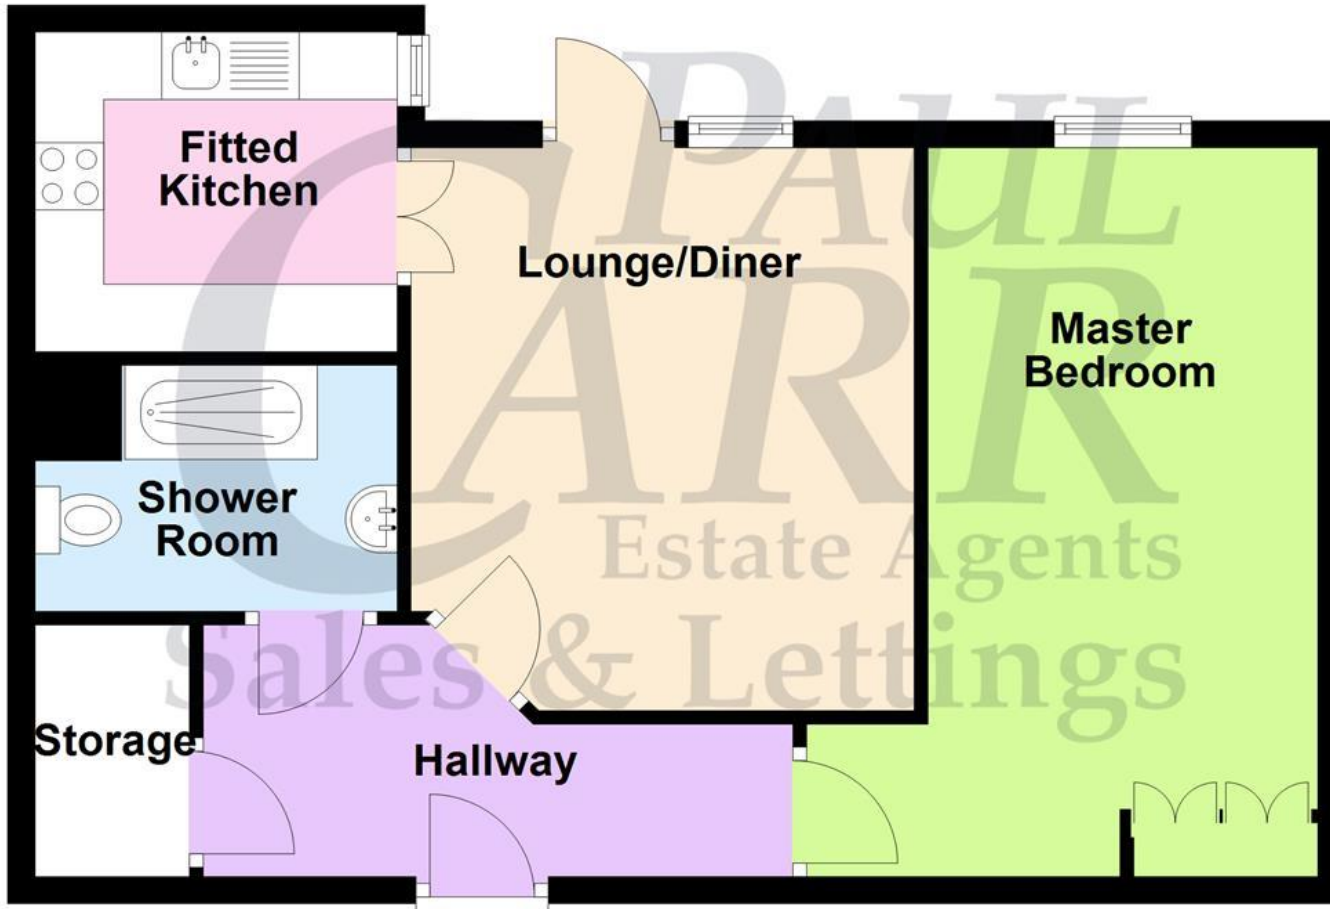 Fitted
Kitchen
Lounge/Diner
Master
Bedroom
Shower
Room
Storage
Hallway
PAUL
CARR
Estate Agents
Sales & Lettings